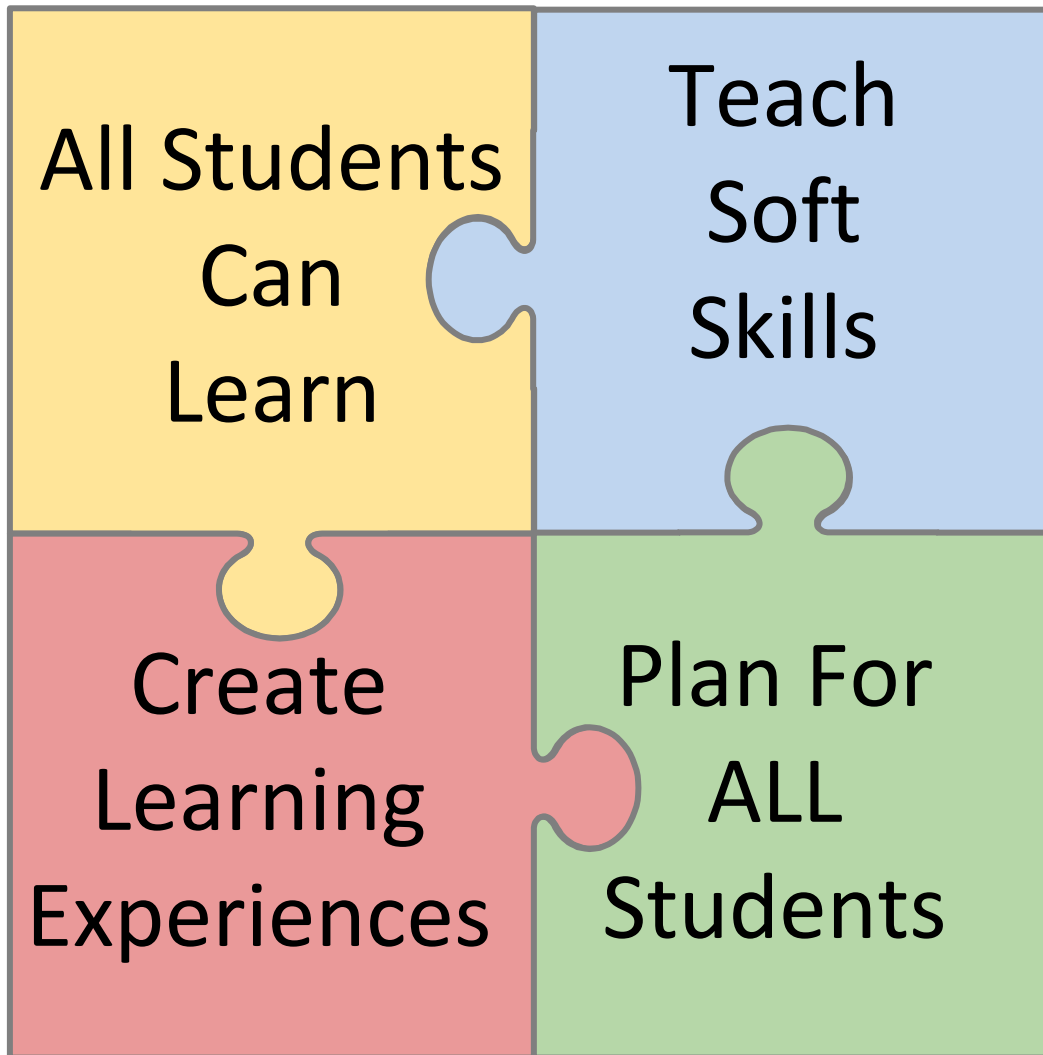 All Students
Can
Learn
Teach
Soft
Skills
Create
Learning
Experiences
Plan For
ALL
Students